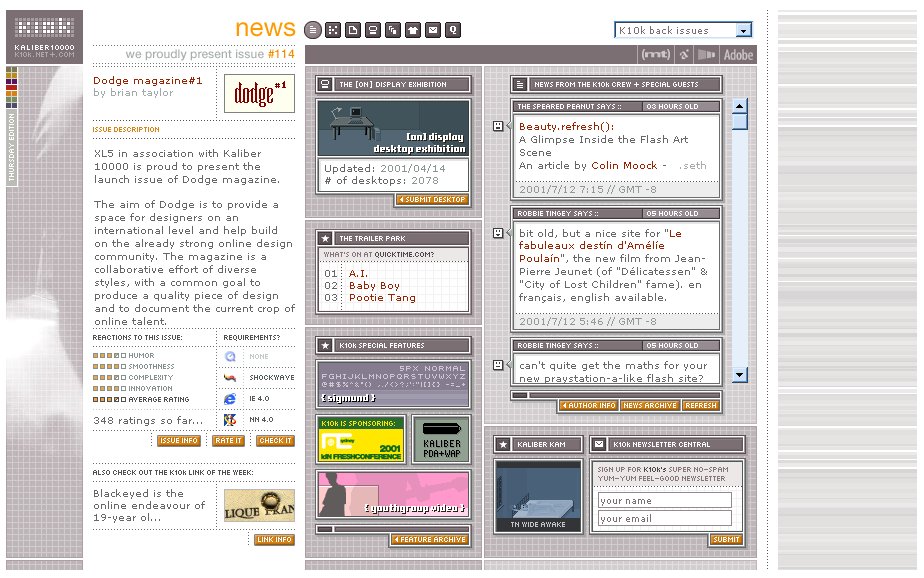 k10k
KALIBER10000
K10K.NET+.COM
THURSDAY EDITION
news
we proudly present issue #114
K10k back issues
(mmt)
Adobe
Dodge magazine#1
by brian taylor
dodge #1
ISSUE DESCRIPTION
XL5 in association with Kaliber
10000 is proud to present the
launch issue of Dodge magazine.
The aim of Dodge is to provide a
space for designers on an
international level and help build
on the already strong online design
community. The magazine is a
collaborative effort of diverse
styles, with a common goal to
produce a quality piece of design
and to document the current crop of
online talent.
REACTIONS TO THIS ISSUE:
HUMOR
SMOOTHNESS
COMPLEXITY
INNOVATION
AVERAGE RATING
348 ratings so far...
REQUIREMENTS?
NONE
SHOCKWAVE
IE 4.0
NN 4.0
ISSUE INFO
RATE IT
CHECK IT
ALSO CHECK OUT THE K10k LINK OF THE WEEK:
Blackeyed is the
online endeavour of
19-year ol...
LIQUE FRAN
LINK INFO
THE [ON] DISPLAY EXHIBITION
[on] display
desktop exhibition
Updated: 2001/04/14
# of desktops: 2078
SUBMIT DESKTOP
THE TRAILER PARK
WHAT'S ON AT QUICKTIME.COM?
01 A.I.
02 Baby Boy
03 Pootie Tang
K10k SPECIAL FEATURES
5PX NORMAL
FGHIJKLMNOPQRSTUVWXYZ
{ sigmund }
K10k IS SPONSORING:
sydney
2001
IdN FRESHCONFERENCE
KALIBER
PDA+WAP
{ youthgroup video }
FEATURE ARCHIVE
NEWS FROM THE K10K CREW + SPECIAL GUESTS
THE SPEARED PEANUT SAYS :: 03 HOURS OLD
Beauty.refresh():
A Glimpse Inside the Flash Art
Scene
An article by Colin Moock - .seth
2001/7/12 7:15 // GMT -8
ROBBIE TINGEY SAYS :: 05 HOURS OLD
bit old, but a nice site for "Le
fabuleaux destín d'Amélie
Poulaín", the new film from Jean-
Pierre Jeunet (of "Délicatessen" &
"City of Lost Children" fame). en
français, english available.
2001/7/12 5:46 // GMT -8
ROBBIE TINGEY SAYS :: 05 HOURS OLD
can't quite get the maths for your
new praystation-a-like flash site?
AUTHOR INFO
NEWS ARCHIVE
REFRESH
KALIBER KAM
TN WIDE AWAKE
K10k NEWSLETTER CENTRAL
SIGN UP FOR K10k's SUPER NO-SPAM
YUM-YUM FEEL-GOOD NEWSLETTER
your name
your email
SUBMIT